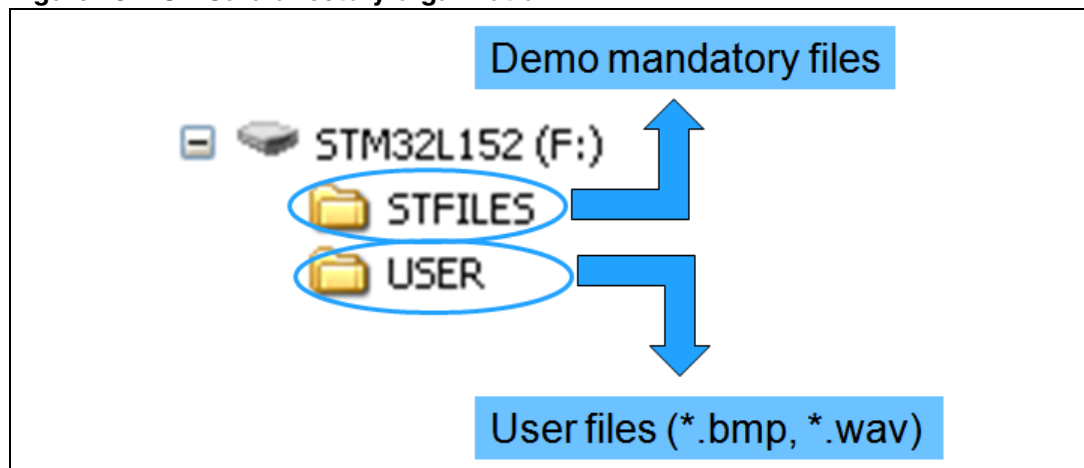 Demo mandatory files
STM32L152 (F:)
STFILES
USER
User files (*.bmp, *.wav)